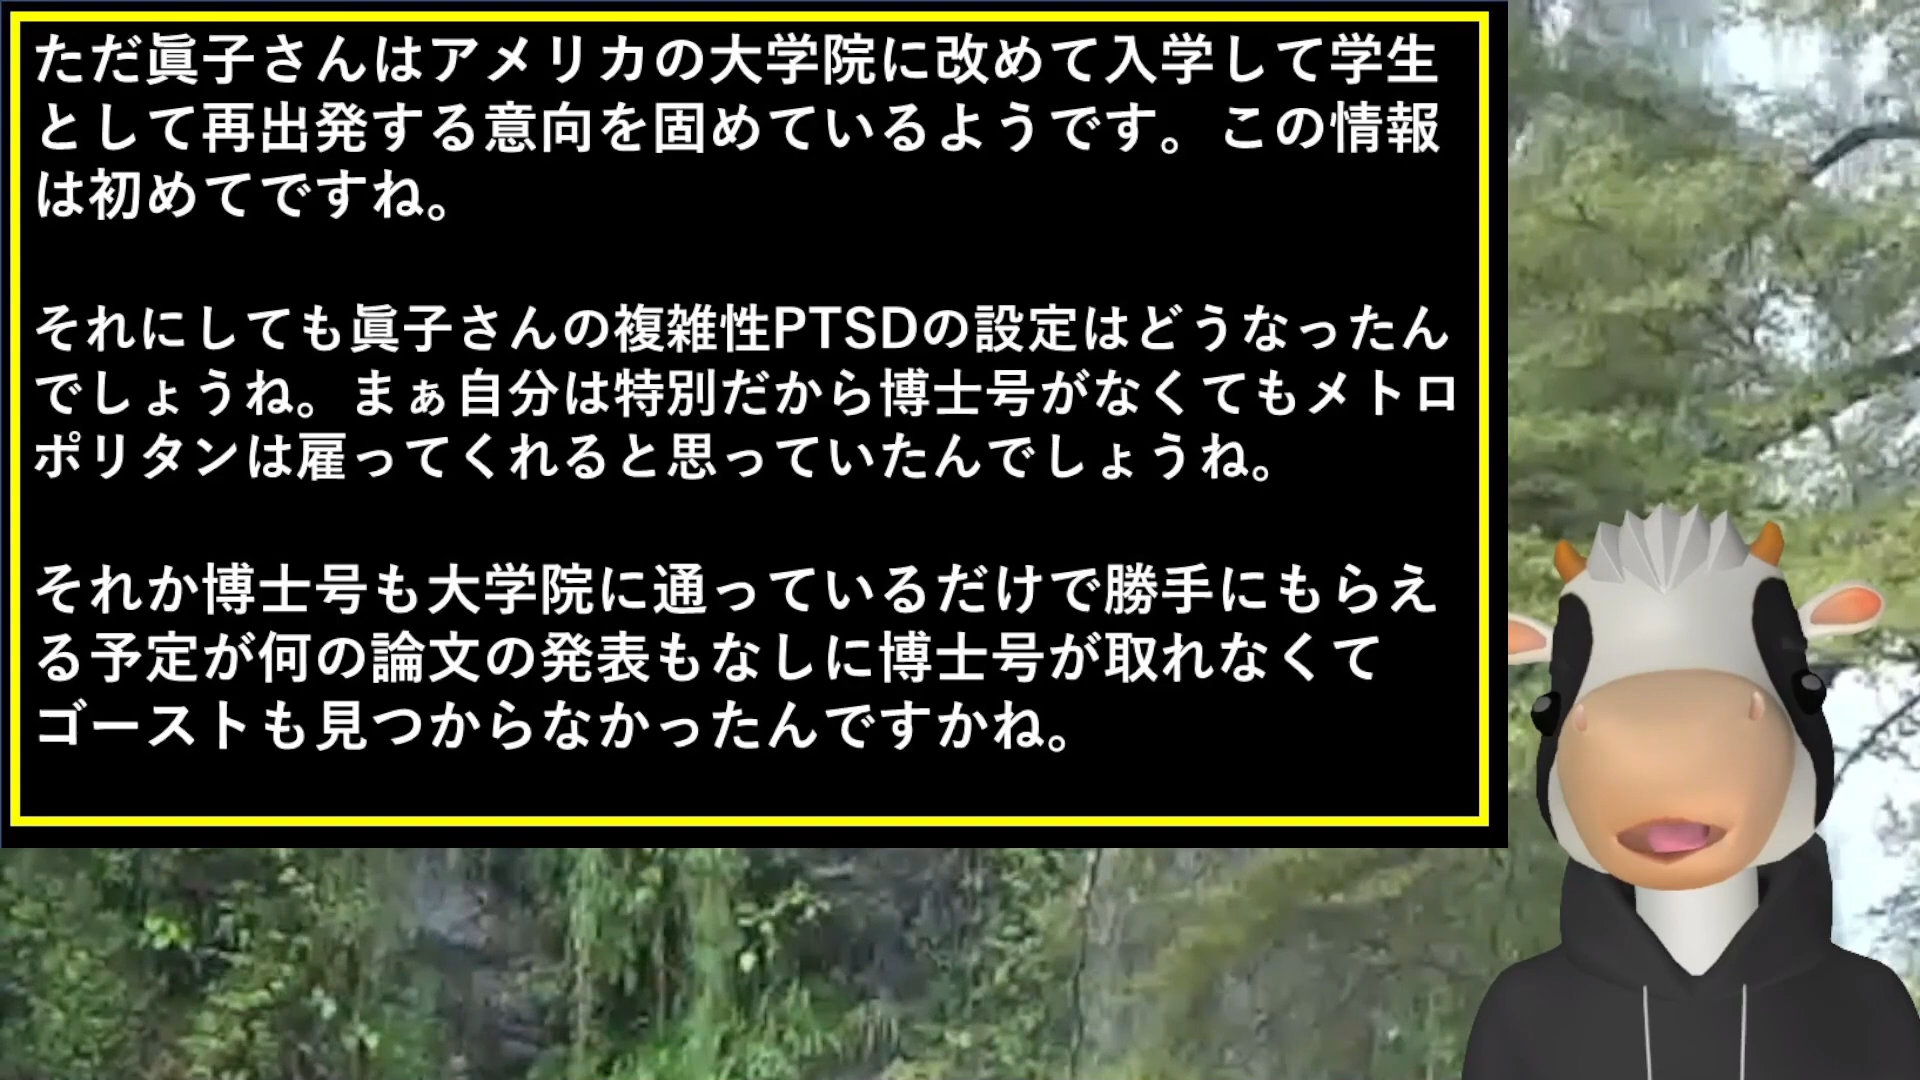 ただ眞子さんはアメリカの大学院に改めて入学して学生
として再出発する意向を固めているようです。この情報
は初めてですね。
それにしても眞子さんの複雑性PTSDの設定はどうなったん
でしょうね。まぁ自分は特別だから博士号がなくてもメトロ
ポリタンは雇ってくれると思っていたんでしょうね。
それか博士号も大学院に通っているだけで勝手にもらえ
る予定が何の論文の発表もなしに博士号が取れなくて
ゴーストも見つからなかったんですかね。